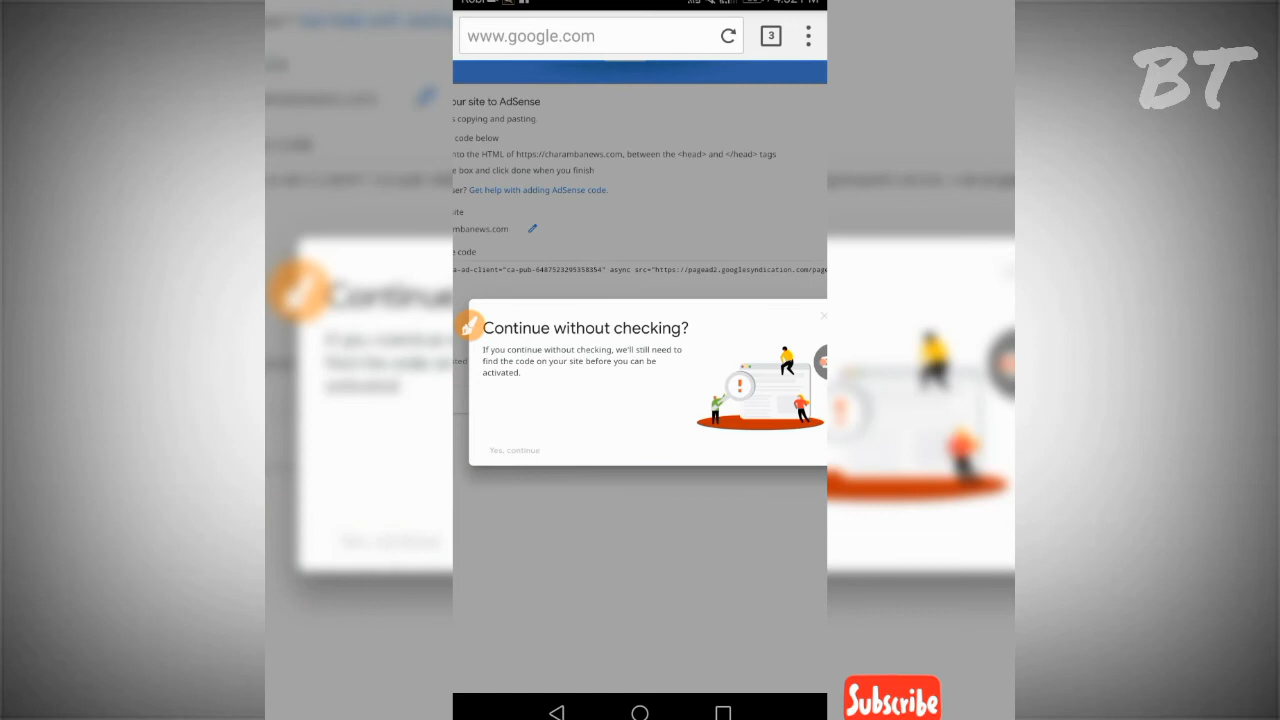 www.google.com
3
BT
our site to AdSense
s copying and pasting.
code below
nto the HTML of https://charambanews.com, between the <head> and </head> tags
e box and click done when you finish
er? Get help with adding AdSense code.
site
mbanews.com
e code
a-ad-client="ca-pub-6487523295358354" async src="https://pagead2.googlesyndication.com/page
Continue without checking?
If you continue without checking, we'll still need to
find the code on your site before you can be
activated.
Yes, continue
Subscribe